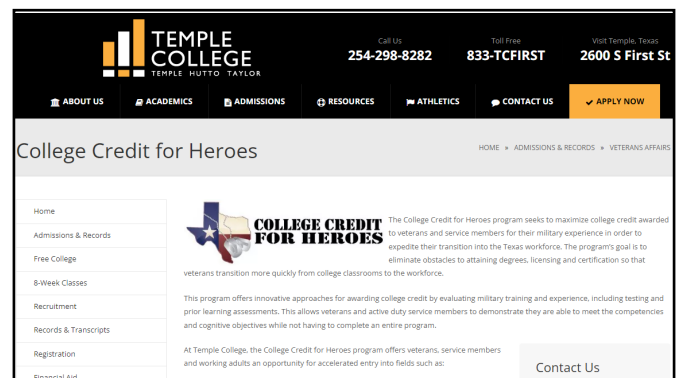 TEMPLE
COLLEGE
TEMPLE HUTTO TAYLOR
Call Us
254-298-8282
Toll Free
833-TCFIRST
Visit Temple, Texas
2600 S First St
ABOUT US
ACADEMICS
ADMISSIONS
RESOURCES
ATHLETICS
CONTACT US
APPLY NOW
College Credit for Heroes
HOME » ADMISSIONS & RECORDS » VETERANS AFFAIRS
Home
Admissions & Records
Free College
8-Week Classes
Recruitment
Records & Transcripts
Registration
Financial Aid
COLLEGE CREDIT
FOR HEROES
The College Credit for Heroes program seeks to maximize college credit awarded
to veterans and service members for their military experience in order to
expedite their transition into the Texas workforce. The program's goal is to
eliminate obstacles to attaining degrees, licensing and certification so that
veterans transition more quickly from college classrooms to the workforce.
This program offers innovative approaches for awarding college credit by evaluating military training and experience, including testing and
prior learning assessments. This allows veterans and active duty service members to demonstrate they are able to meet the competencies
and cognitive objectives while not having to complete an entire program.
At Temple College, the College Credit for Heroes program offers veterans, service members
and working adults an opportunity for accelerated entry into fields such as:
Contact Us